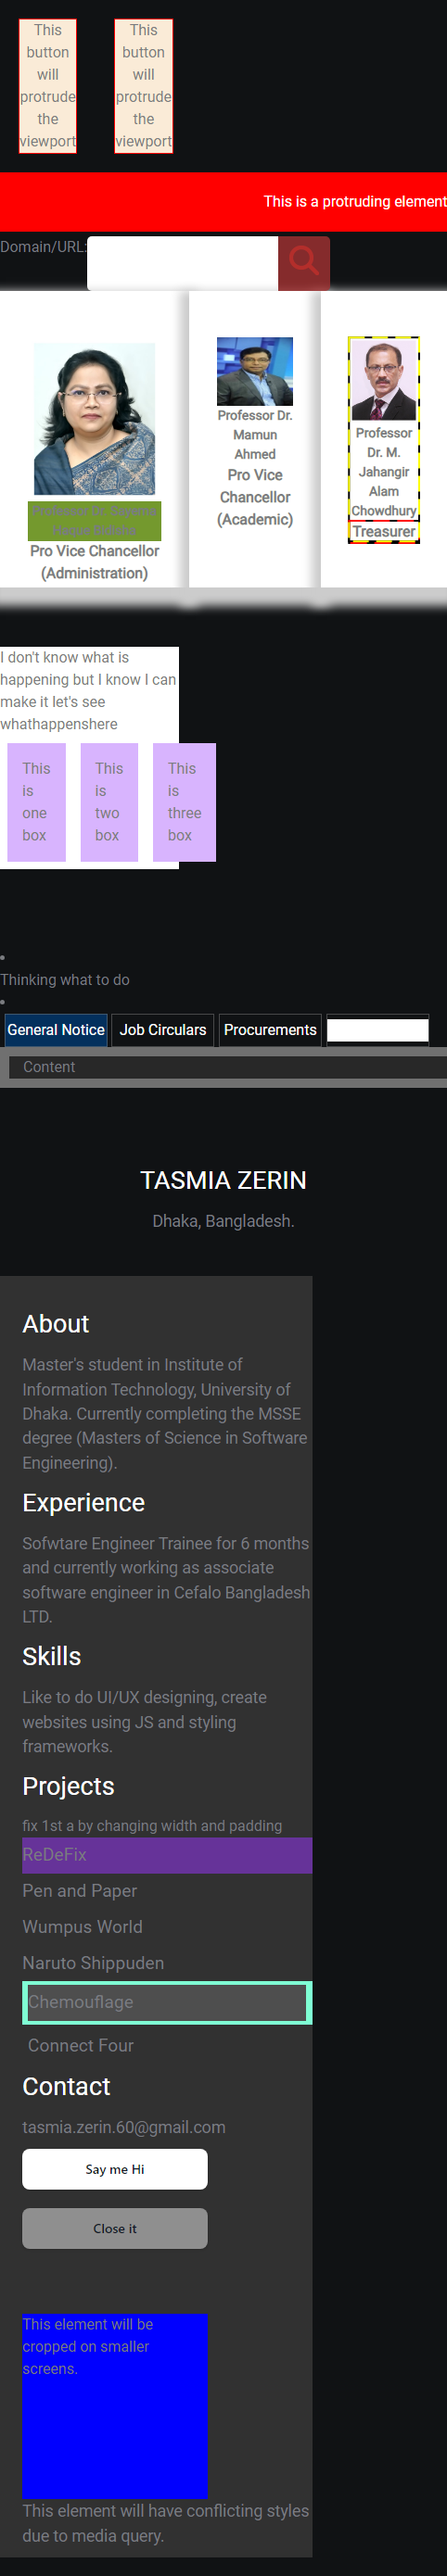 This
button
will
protrude
the
viewport
This
button
will
protrude
the
viewport
This is a protruding element
Domain/URL:
Professor Dr. Sayema
Haque Bidisha
Pro Vice Chancellor
(Administration)
Professor Dr.
Mamun
Ahmed
Pro Vice
Chancellor
(Academic)
Professor
Dr. M.
Jahangir
Alam
Chowdhury
Treasurer
I don't know what is
happening but I know I can
make it let's see
whathappenshere
This
is
one
box
This
is
two
box
This
is
three
box
Thinking what to do
General Notice Job Circulars Procurements
Content
TASMIA ZERIN
Dhaka, Bangladesh.
About
Master's student in Institute of
Information Technology, University of
Dhaka. Currently completing the MSSE
degree (Masters of Science in Software
Engineering).
Experience
Sofwtare Engineer Trainee for 6 months
and currently working as associate
software engineer in Cefalo Bangladesh
LTD.
Skills
Like to do UI/UX designing, create
websites using JS and styling
frameworks.
Projects
fix 1st a by changing width and padding
ReDeFix
Pen and Paper
Wumpus World
Naruto Shippuden
Chemouflage
Connect Four
Contact
tasmia.zerin.60@gmail.com
Say me Hi
Close it
This element will be
cropped on smaller
screens.
This element will have conflicting styles
due to media query.